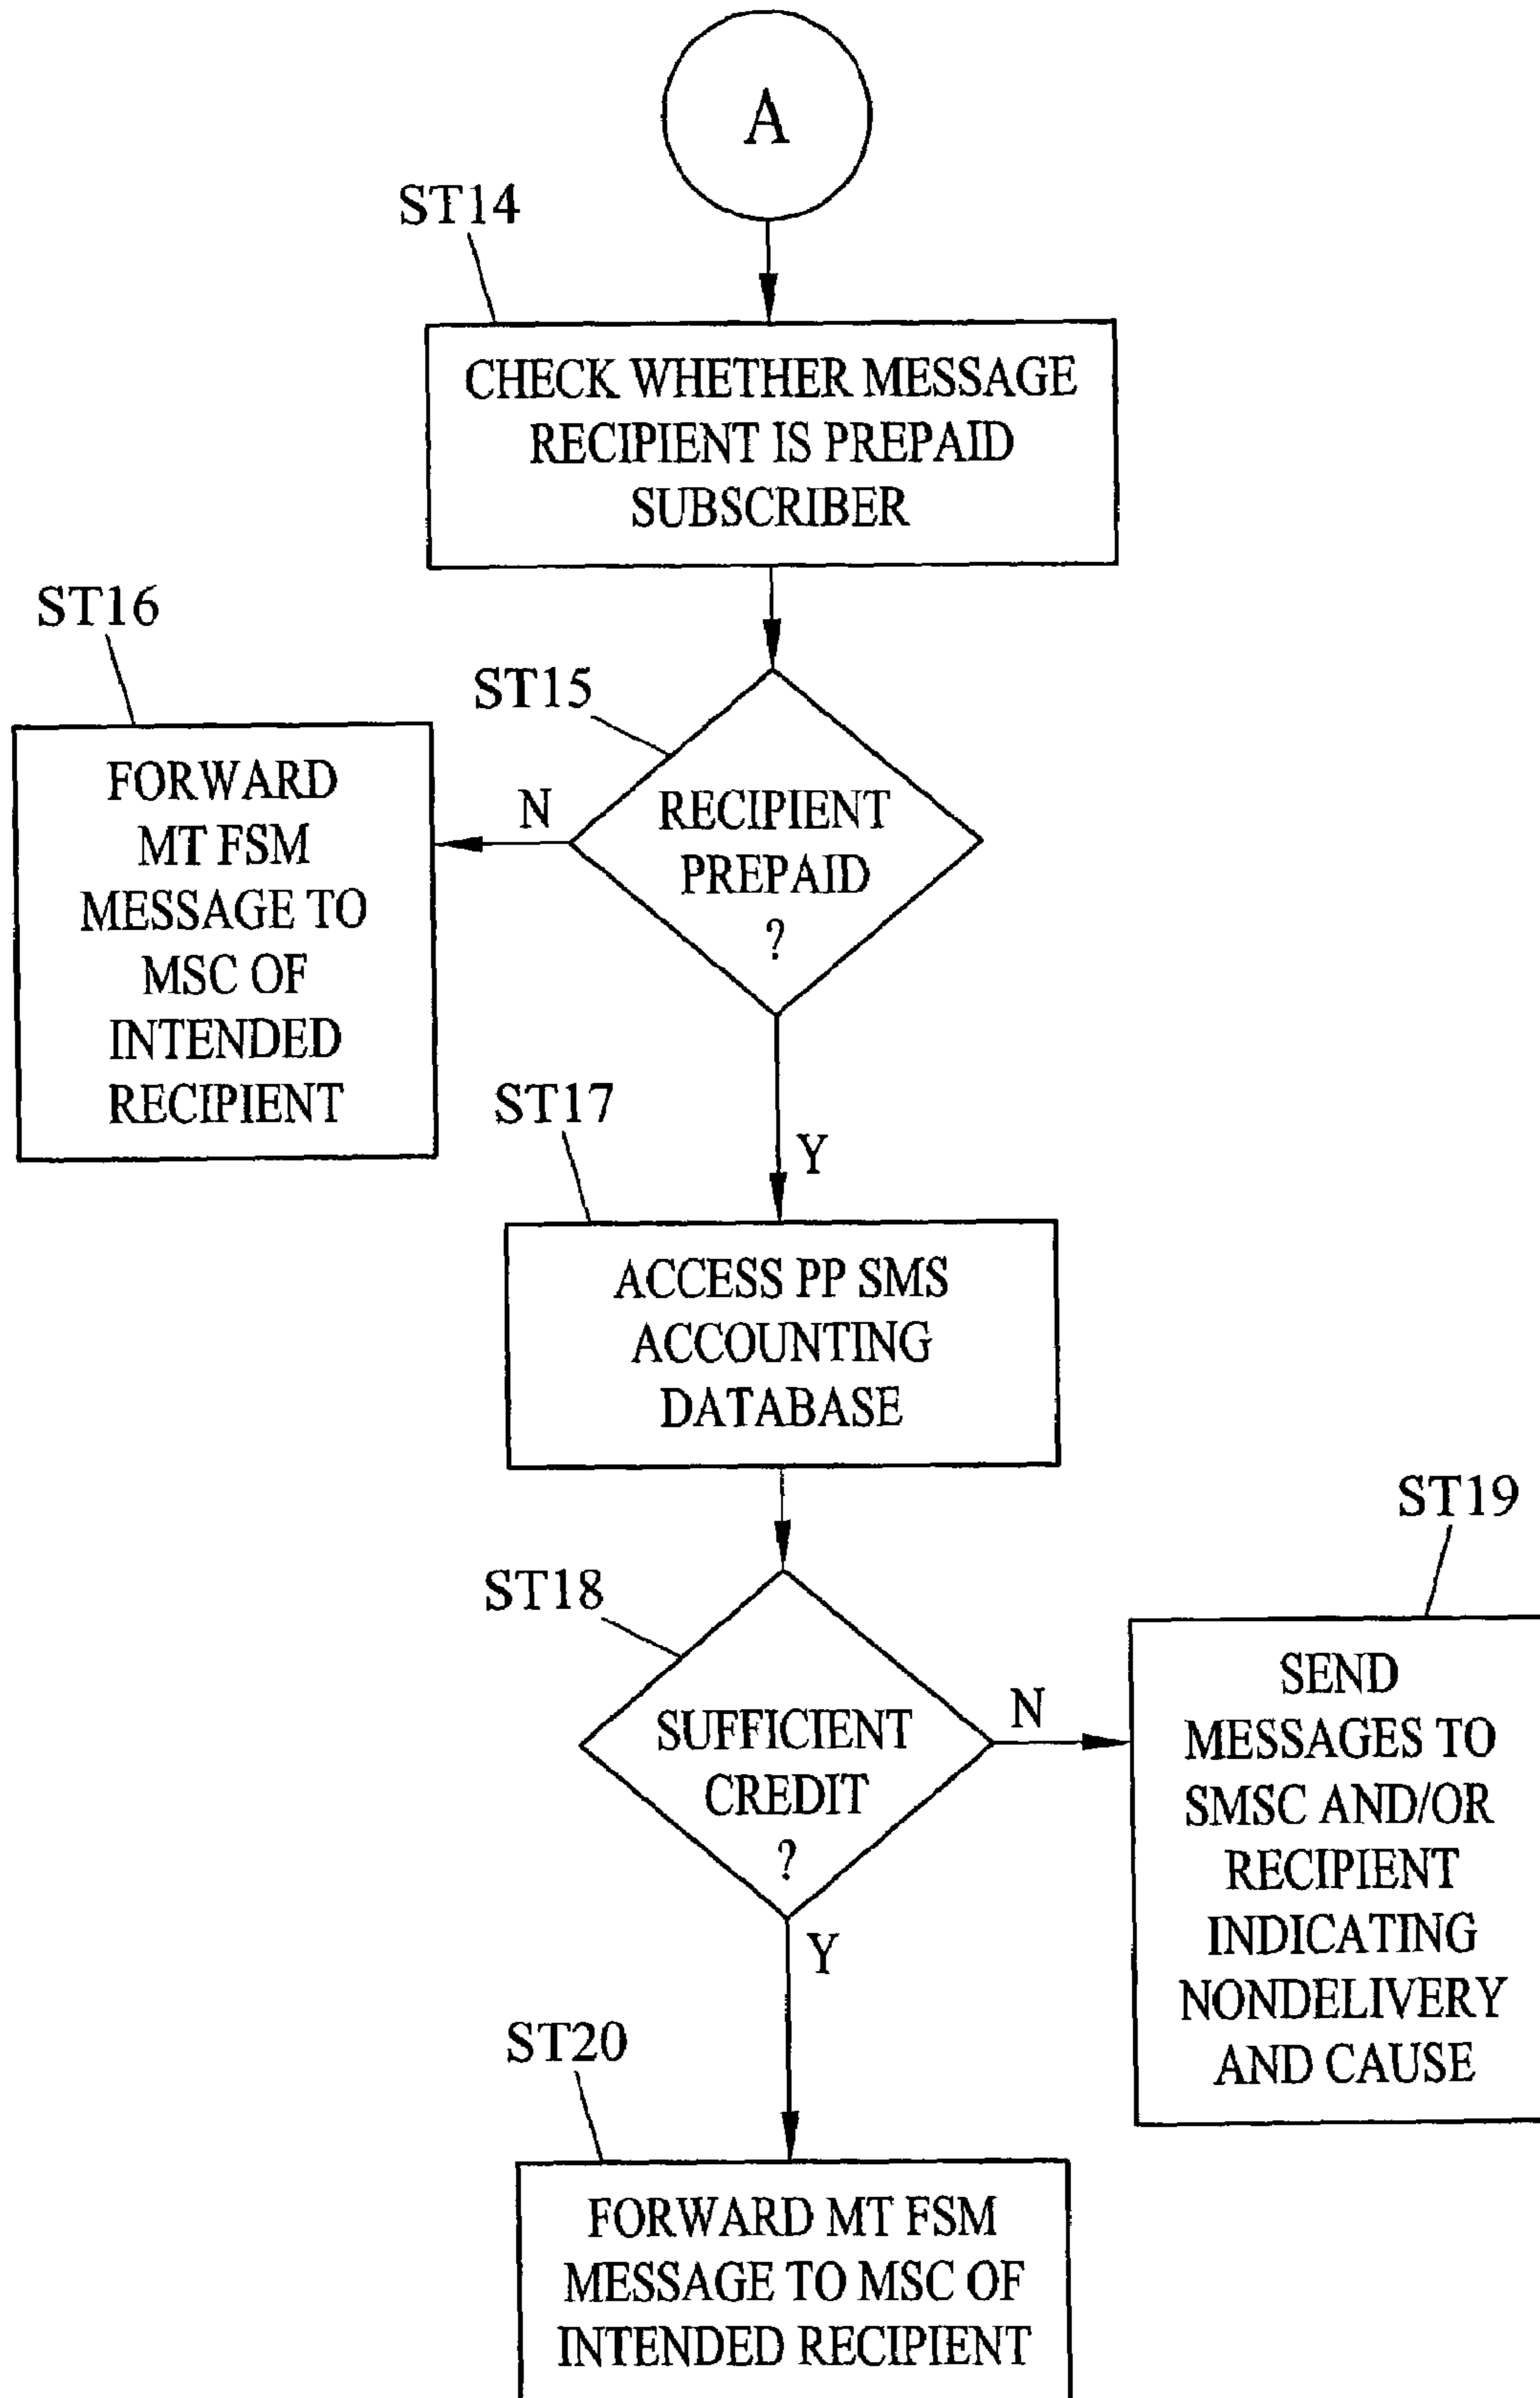 A
ST14
CHECK WHETHER MESSAGE
RECIPIENT IS PREPAID
SUBSCRIBER
ST16
FORWARD
MT FSM
MESSAGE TO
MSC OF
INTENDED
RECIPIENT
ST15
N
RECIPIENT
PREPAID
?
Y
ST17
ACCESS PP SMS
ACCOUNTING
DATABASE
ST18
SUFFICIENT
CREDIT
?
N
ST19
SEND
MESSAGES TO
SMSC AND/OR
RECIPIENT
INDICATING
NONDELIVERY
AND CAUSE
Y
ST20
FORWARD MT FSM
MESSAGE TO MSC OF
INTENDED RECIPIENT